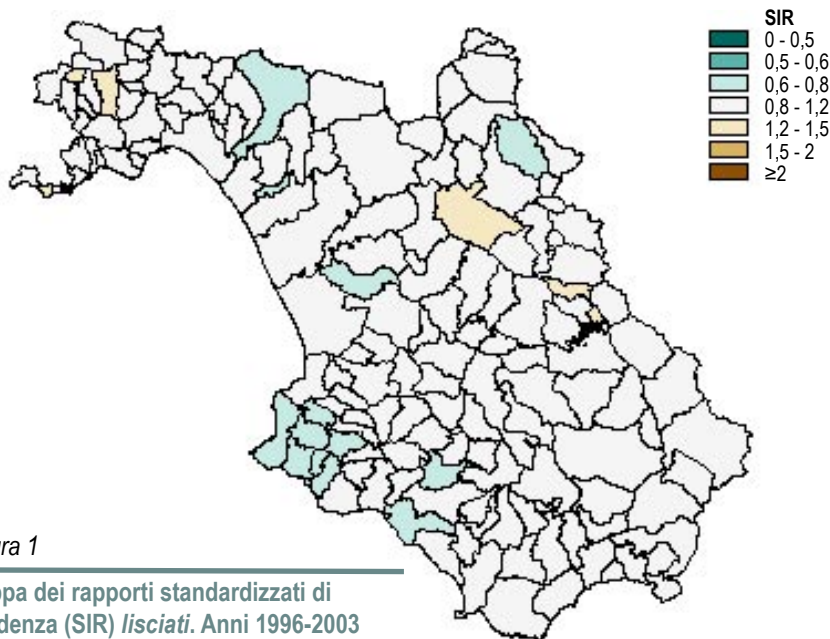 SIR
0 - 0,5
0,5 - 0,6
0,6 - 0,8
0,8 - 1,2
1,2 - 1,5
1,5 - 2
≥2
ra 1
pa dei rapporti standardizzati di
denza (SIR) lisciati. Anni 1996-2003